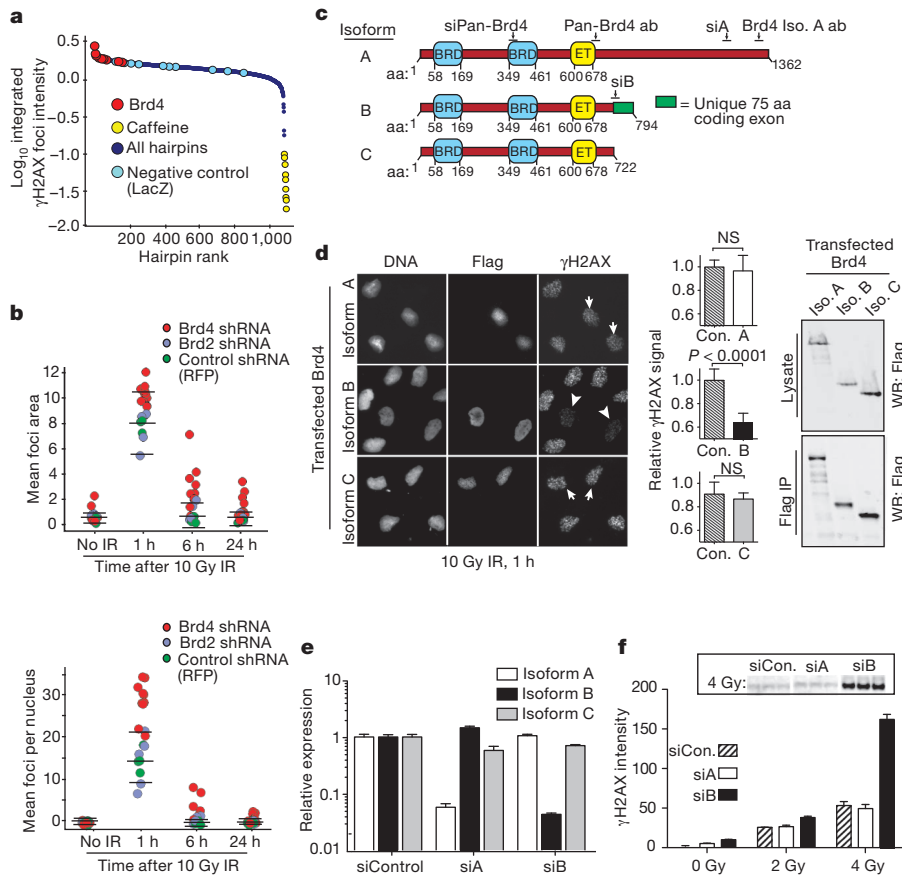 a
Log10 integrated
γH2AX foci intensity
0.5
0.0
−0.5
−1.0
−1.5
−2.0
Brd4
Caffeine
All hairpins
Negative control
(LacZ)
200
600
1,000
Hairpin rank
b
Brd4 shRNA
Brd2 shRNA
Control shRNA
(RFP)
Mean foci area
14
12
10
8
6
4
2
0
No IR
1 h
6 h
24 h
Time after 10 Gy IR
Brd4 shRNA
Brd2 shRNA
Control shRNA
(RFP)
Mean foci per nucleus
40
30
20
10
0
No IR
1 h
6 h
24 h
Time after 10 Gy IR
c
Isoform
siPan-Brd4
Pan-Brd4 ab
siA
Brd4 Iso. A ab
A
BRD
BRD
ET
aa: 1
58
169
349
461
600
678
1362
siB
B
BRD
BRD
ET
= Unique 75 aa
coding exon
aa: 1
58
169
349
461
600
678
794
C
BRD
BRD
ET
aa: 1
58
169
349
461
600
678
722
d
DNA
Flag
γH2AX
Transfected Brd4
Isoform A
Isoform B
Isoform C
10 Gy IR, 1 h
Relative γH2AX signal
NS
1.0
0.8
Con.
A
P < 0.0001
1.0
0.8
0.6
Con.
B
NS
1.0
0.8
Con.
C
Transfected
Brd4
Iso. A
Iso. B
Iso. C
Lysate
WB: Flag
Flag IP
WB: Flag
e
Isoform A
Isoform B
Isoform C
Relative expression
10
1
0.1
0.01
siControl
siA
siB
f
siCon.
siA
siB
4 Gy:
γH2AX intensity
200
150
100
50
0
siCon.
siA
siB
0 Gy
2 Gy
4 Gy